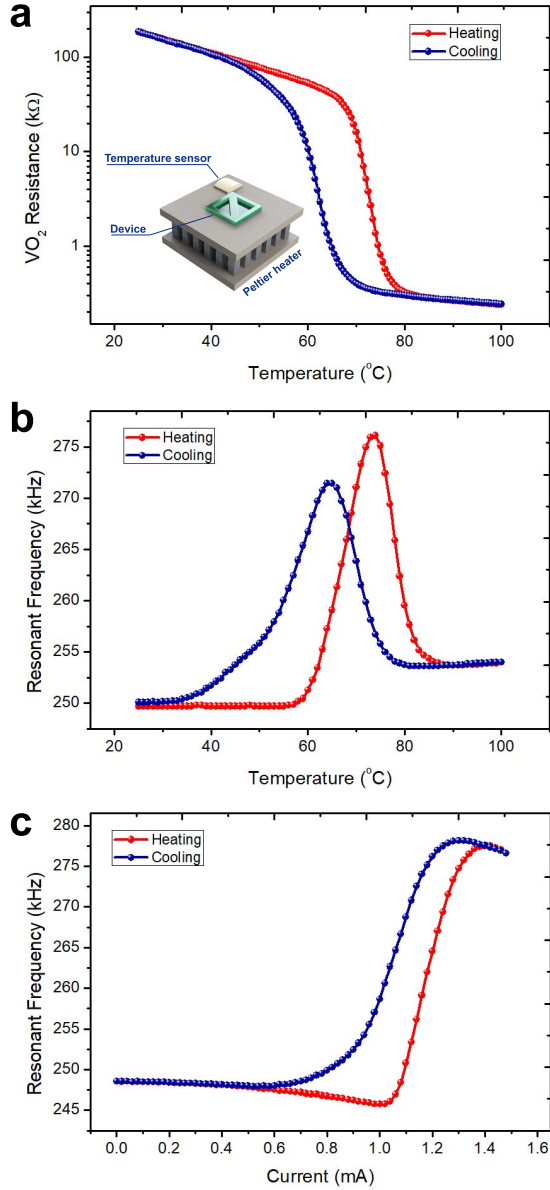 a
Heating
Cooling
100
10
1
VO₂ Resistance (kΩ)
Temperature sensor
Device
Peltier heater
20 40 60 80 100
Temperature (°C)
b
Heating
Cooling
275
270
265
260
255
250
Resonant Frequency (kHz)
20 40 60 80 100
Temperature (°C)
c
Heating
Cooling
280
275
270
265
260
255
250
245
Resonant Frequency (kHz)
0.0 0.2 0.4 0.6 0.8 1.0 1.2 1.4 1.6
Current (mA)